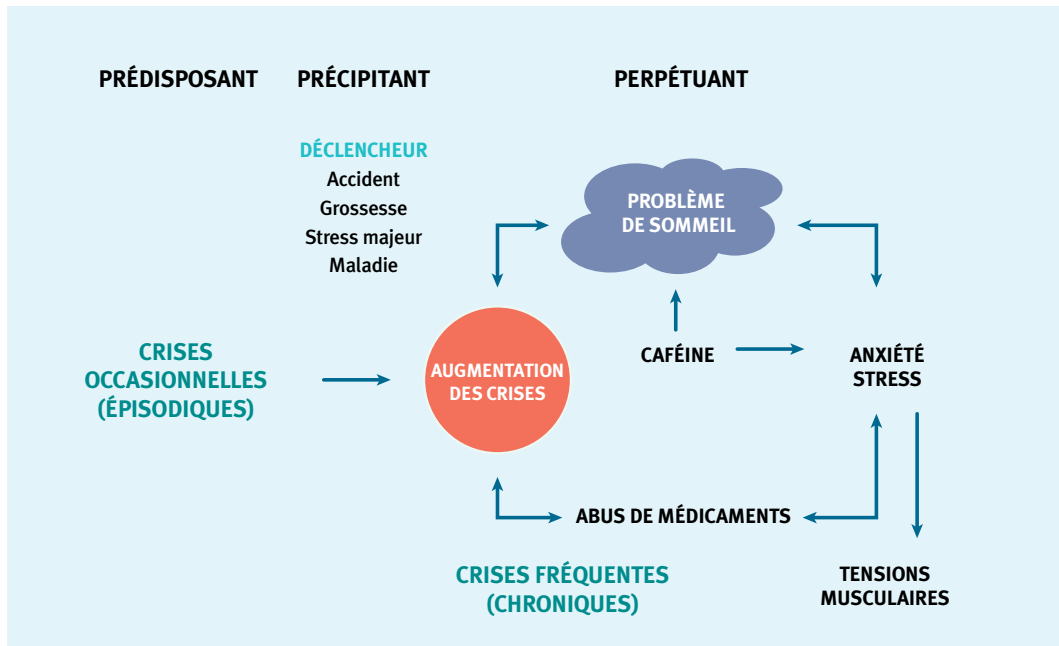 PRÉDISPOSANT
PRÉCIPITANT
PERPÉTUANT
DÉCLENCHEUR
Accident
Grossesse
Stress majeur
Maladie
PROBLÈME
DE SOMMEIL
CRISES
OCCASIONNELLES
(ÉPISODIQUES)
AUGMENTATION
DES CRISES
CAFÉINE
ANXIÉTÉ
STRESS
ABUS DE MÉDICAMENTS
CRISES FRÉQUENTES
(CHRONIQUES)
TENSIONS
MUSCULAIRES